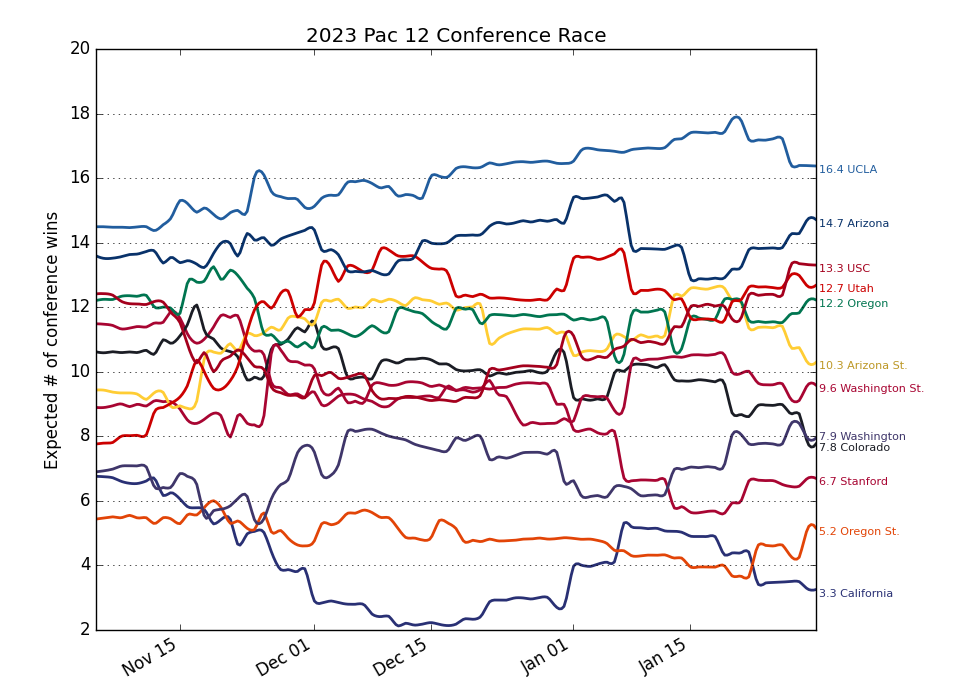 2023 Pac 12 Conference Race
Expected # of conference wins
20
18
16
14
12
10
8
6
4
2
16.4 UCLA
14.7 Arizona
13.3 USC
12.7 Utah
12.2 Oregon
10.3 Arizona St.
9.6 Washington St.
7.9 Washington
7.8 Colorado
6.7 Stanford
5.2 Oregon St.
3.3 California
Nov 15
Dec 01
Dec 15
Jan 01
Jan 15